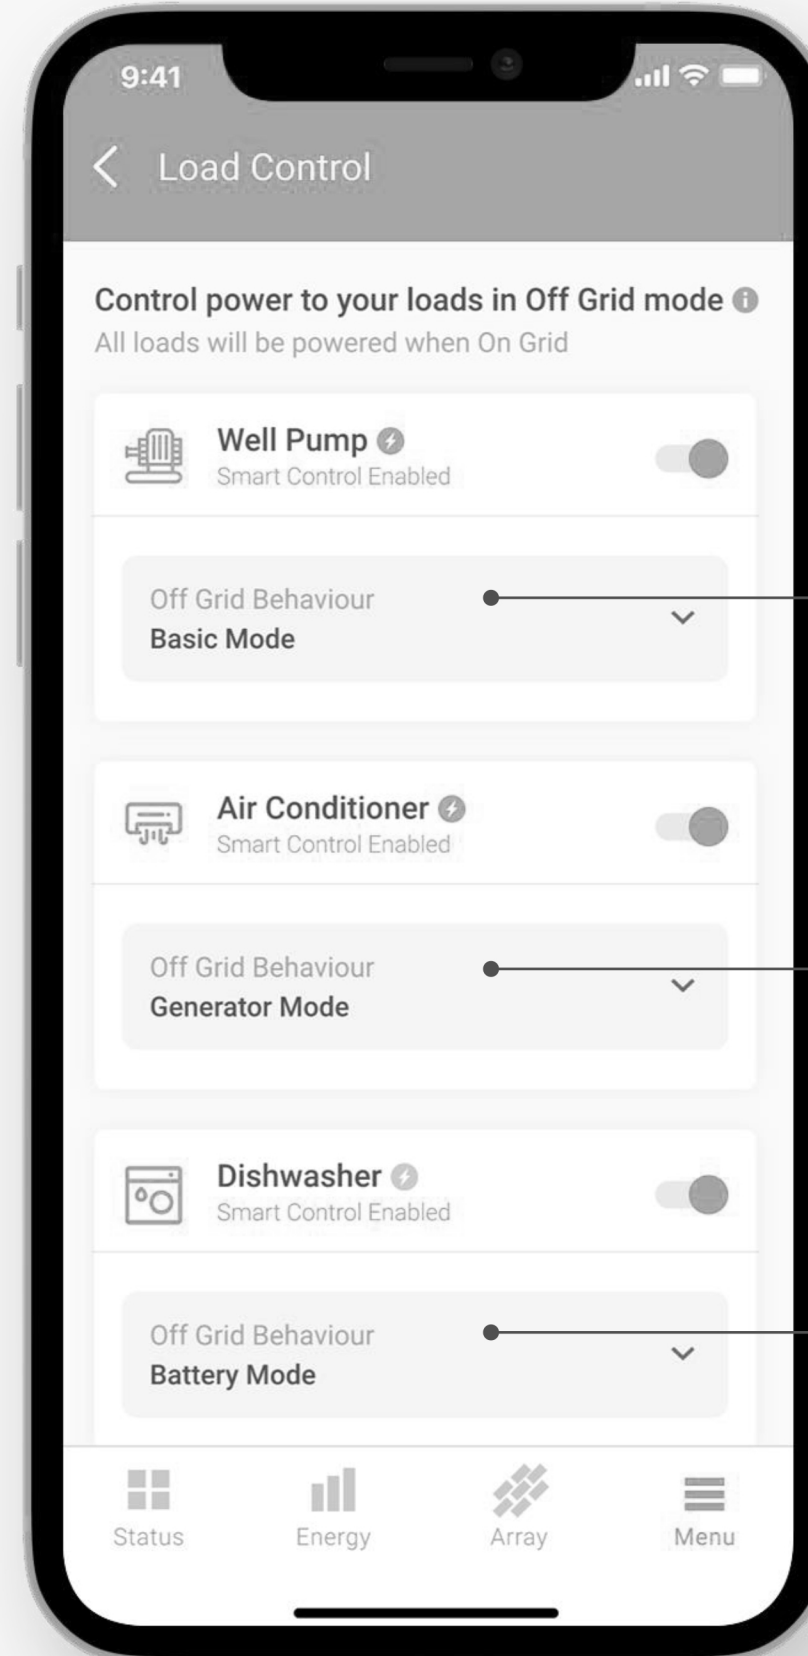 9:41
Load Control
Control power to your loads in Off Grid mode
All loads will be powered when On Grid
Well Pump
Smart Control Enabled
Off Grid Behaviour
Basic Mode
Air Conditioner
Smart Control Enabled
Off Grid Behaviour
Generator Mode
Dishwasher
Smart Control Enabled
Off Grid Behaviour
Battery Mode
Status Energy Array Menu